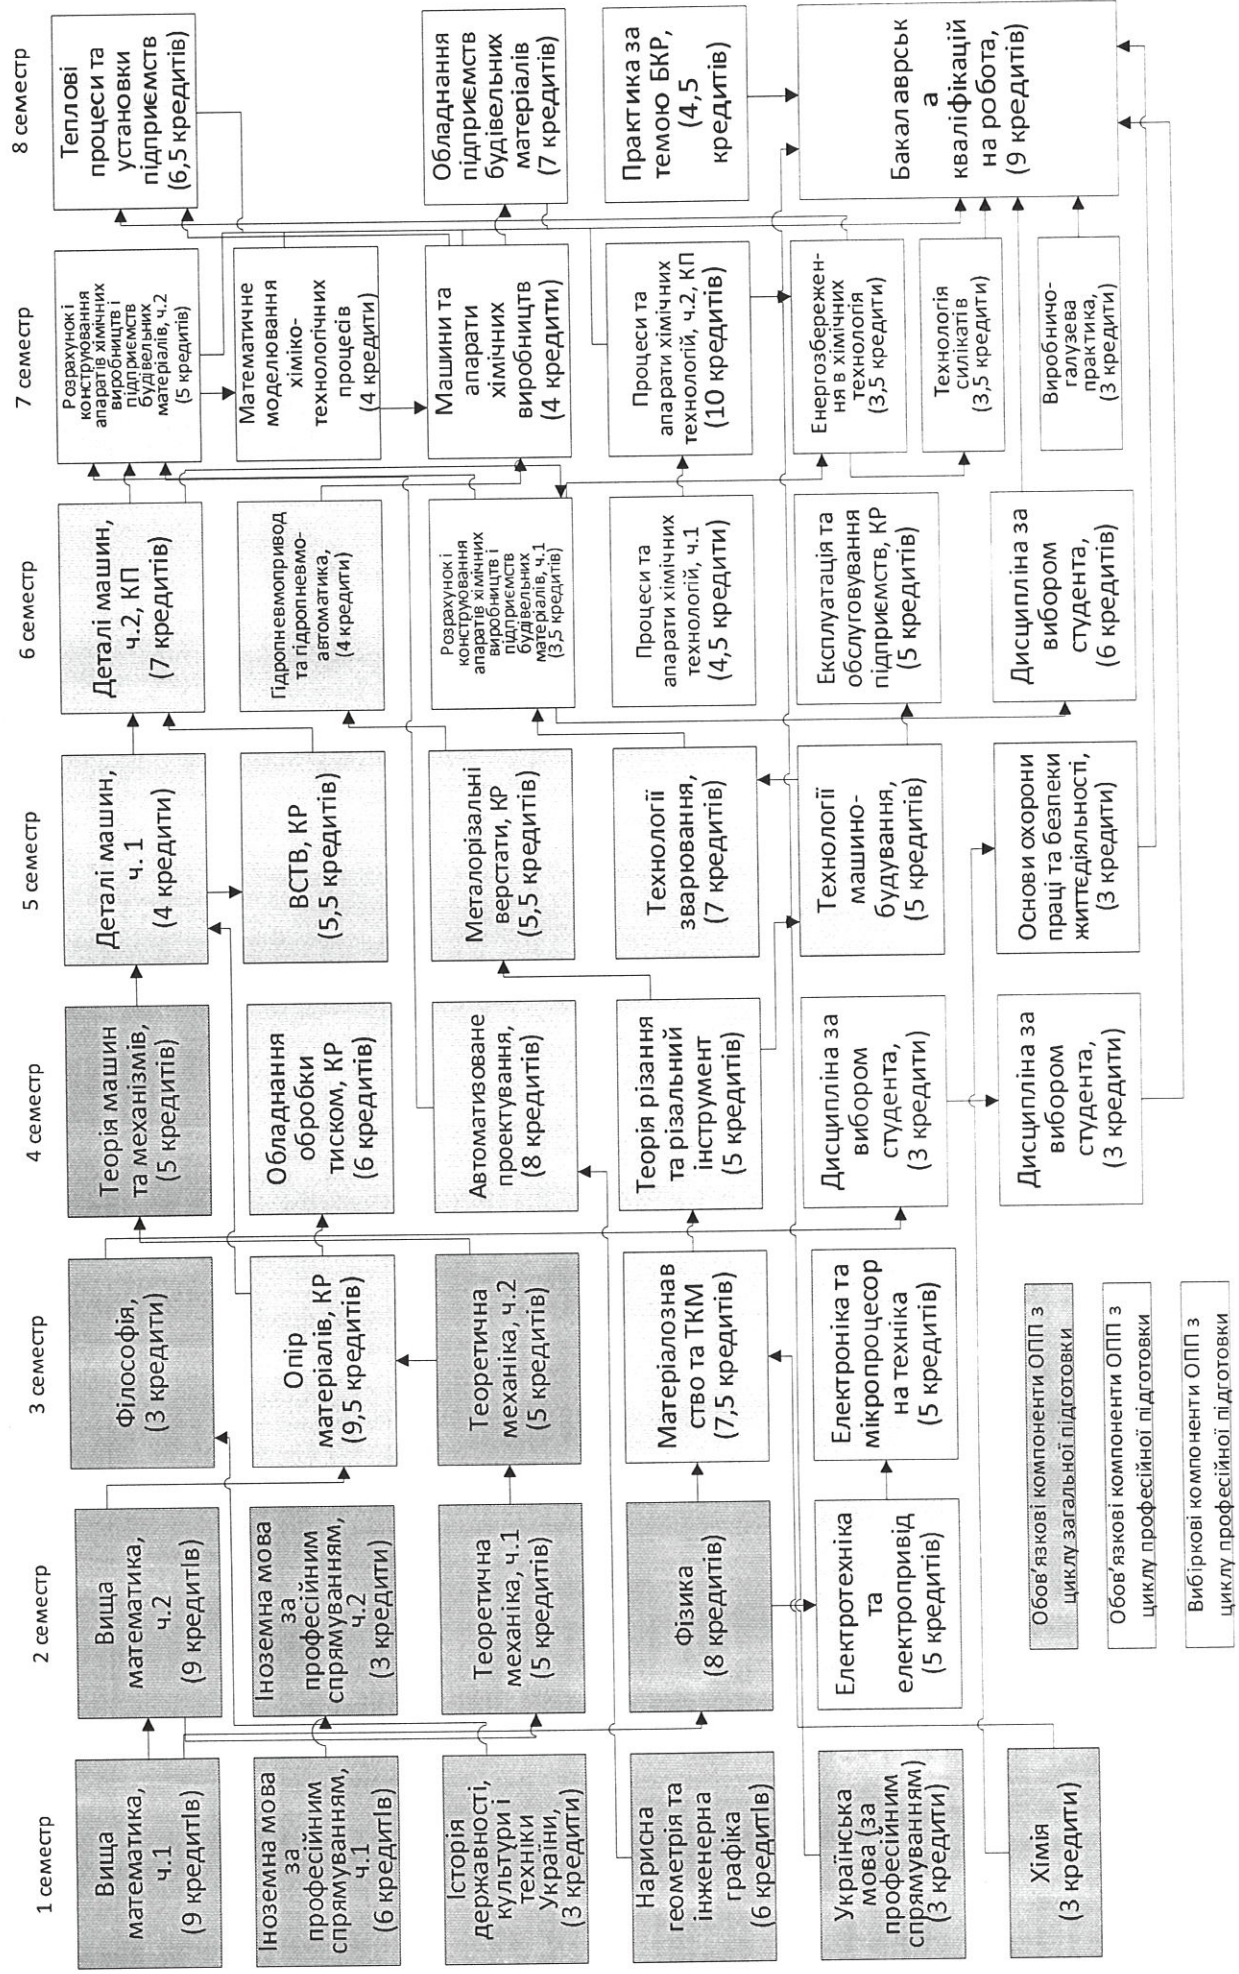 1 семестр
Вища
математика,
ч.1
(9 кредитів)
Іноземна мова
за
професійним
спрямуванням,
ч.1
(6 кредитів)
Історія
державності,
культури і
техніки
України,
(3 кредити)
Нарисна
геометрія та
інженерна
графіка
(6 кредитів)
Українська
мова (за
професійним
спрямуванням)
(3 кредити)
Хімія
(3 кредити)
2 семестр
Вища
математика,
ч.2
(9 кредитів)
Іноземна мова
за
професійним
спрямуванням,
ч.2
(3 кредити)
Теоретична
механіка, ч.1
(5 кредитів)
Фізика
(8 кредитів)
Електротехніка
та
електропривід
(5 кредитів)
3 семестр
Філософія,
(3 кредити)
Опір
матеріалів, КР
(9,5 кредитів)
Теоретична
механіка, ч.2
(5 кредитів)
Матеріалознав
ство та ТКМ
(7,5 кредитів)
Електроніка та
мікропроцесор
на техніка
(5 кредитів)
4 семестр
Теорія машин
та механізмів,
(5 кредитів)
Обладнання
обробки
тиском, КР
(6 кредитів)
Автоматизоване
проектування,
(8 кредитів)
Теорія різання
та різальний
інструмент
(5 кредитів)
Дисципліна за
вибором
студента,
(3 кредити)
Дисципліна за
вибором
студента,
(3 кредити)
5 семестр
Деталі машин,
ч. 1
(4 кредити)
ВСТВ, КР
(5,5 кредитів)
Металорізальні
верстати, КР
(5,5 кредитів)
Технології
зварювання,
(7 кредитів)
Технології
машино-
будування,
(5 кредитів)
Основи охорони
праці та безпеки
життєдіяльності,
(3 кредити)
6 семестр
Деталі машин,
ч.2, КП
(7 кредитів)
Гідропневмопривод
та гідропневмо-
автоматика,
(4 кредити)
Розрахунок і
конструювання
апаратів хімічних
виробництв і
підприємств
будівельних
матеріалів, ч.1
(3,5 кредитів)
Процеси та
апарати хімічних
технологій, ч.1
(4,5 кредити)
Експлуатація та
обслуговування
підприємств, КР
(5 кредитів)
Дисципліна за
вибором
студента,
(6 кредитів)
7 семестр
Розрахунок і
конструювання
апаратів хімічних
виробництв і
підприємств
будівельних
матеріалів, ч.2
(5 кредитів)
Математичне
моделювання
хіміко-
технологічних
процесів
(4 кредити)
Машини та
апарати
хімічних
виробництв
(4 кредити)
Процеси та
апарати хімічних
технологій, ч.2, КП
(10 кредитів)
Енергозбережен-
ня в хімічних
технологія
(3,5 кредити)
Технологія
силікатів
(3,5 кредити)
Виробничо-
галузева
практика,
(3 кредити)
8 семестр
Теплові
процеси та
установки
підприємств
(6,5 кредитів)
Обладнання
підприємств
будівельних
матеріалів
(7 кредитів)
Практика за
темою БКР,
(4,5
кредитів)
Бакалаврськ
а
кваліфікацій
на робота,
(9 кредитів)
Обов'язкові компоненти ОПП з
циклу загальної підготовки
Обов'язкові компоненти ОПП з
циклу професійної підготовки
Вибіркові компоненти ОПП з
циклу професійної підготовки